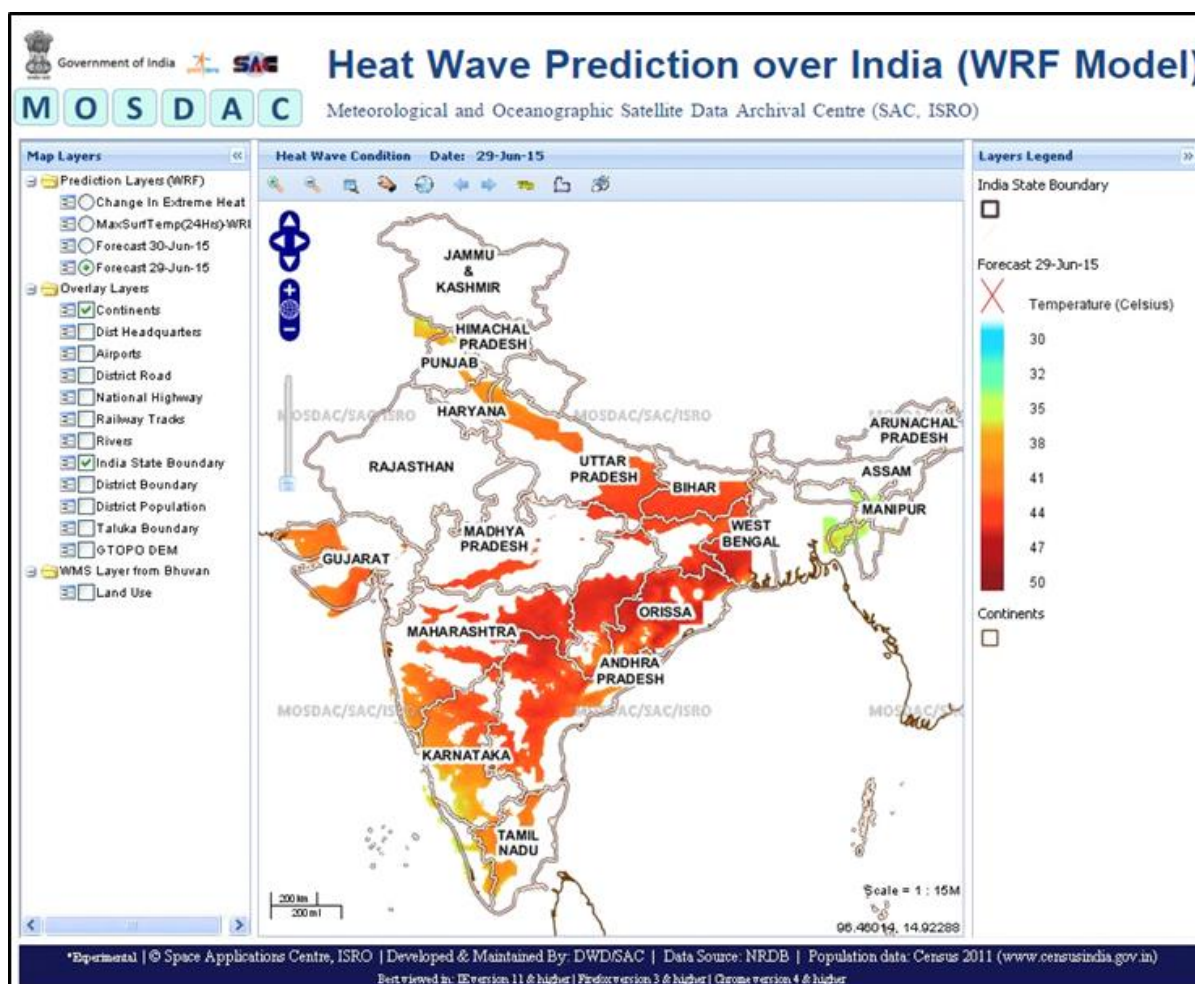 Government of India
SAC
MOSDAC
Heat Wave Prediction over India (WRF Model)
Meteorological and Oceanographic Satellite Data Archival Centre (SAC, ISRO)
Map Layers
Prediction Layers (WRF)
Change In Extreme Heat
MaxSurfTemp(24Hrs)-WRI
Forecast 30-Jun-15
Forecast 29-Jun-15
Overlay Layers
Continents
Dist Headquarters
Airports
District Road
National Highway
Railway Tracks
Rivers
India State Boundary
District Boundary
District Population
Taluka Boundary
GTOPO DEM
WMS Layer from Bhuvan
Land Use
Heat Wave Condition Date: 29-Jun-15
JAMMU
&
KASHMIR
HIMACHAL
PRADESH
PUNJAB
HARYANA
MOSDAC/SAC/ISRO
MOSDAC/SAC/ISRO
MOSDAC/SA
ARUNACHAL
PRADESH
RAJASTHAN
UTTAR
PRADESH
BIHAR
ASSAM
MANIPUR
MADHYA
PRADESH
WEST
BENGAL
GUJARAT
ORISSA
MAHARASHTRA
ANDHRA
PRADESH
MOSDAC/SAC/IS
AC/SAC/ISRO
KARNATAKA
TAMIL
NADU
200 km
200 mi
Scale = 1 : 15M
96.46014, 14.92288
Layers Legend
India State Boundary
Forecast 29-Jun-15
Temperature (Celsius)
30
32
35
38
41
44
47
50
Continents
*Experimental | © Space Applications Centre, ISRO | Developed & Maintained By: DWD/SAC | Data Source: NRDB | Population data: Census 2011 (www.censusindia.gov.in)
Best viewed in: IE version 11 & higher | Firefox version 3 & higher | Chrome version 4 & higher